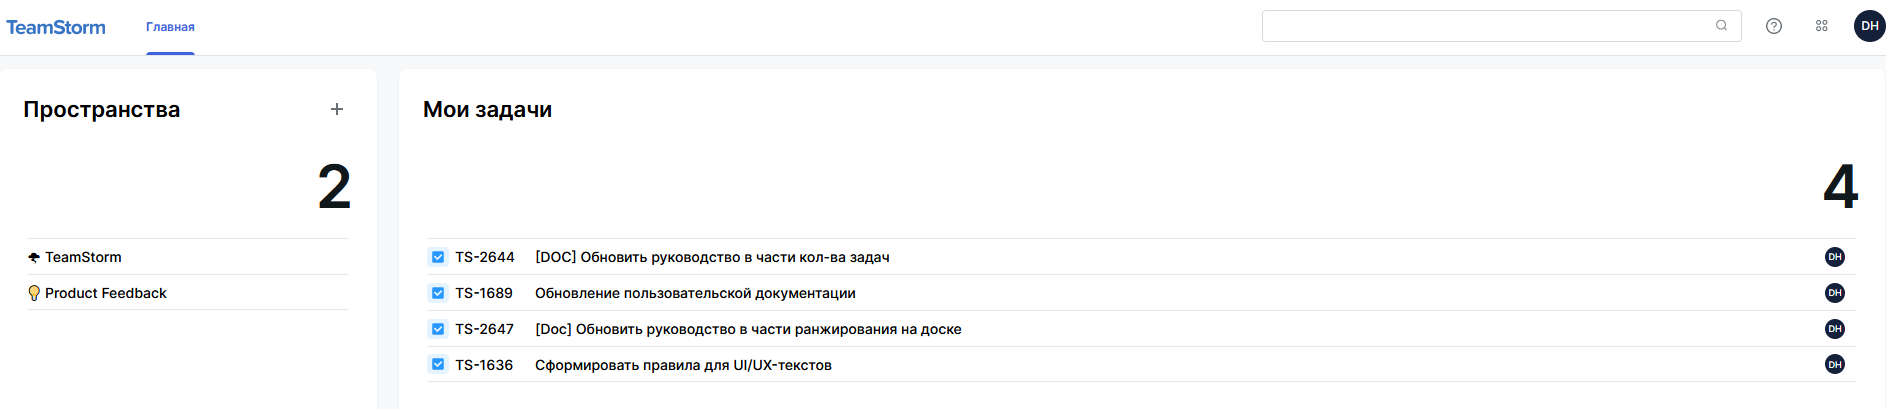 TeamStorm Главная DH
Пространства
2
TeamStorm
Product Feedback
Мои задачи
4
TS-2644 [DOC] Обновить руководство в части кол-ва задач DH
TS-1689 Обновление пользовательской документации DH
TS-2647 [Doc] Обновить руководство в части ранжирования на доске DH
TS-1636 Сформировать правила для UI/UX-текстов DH